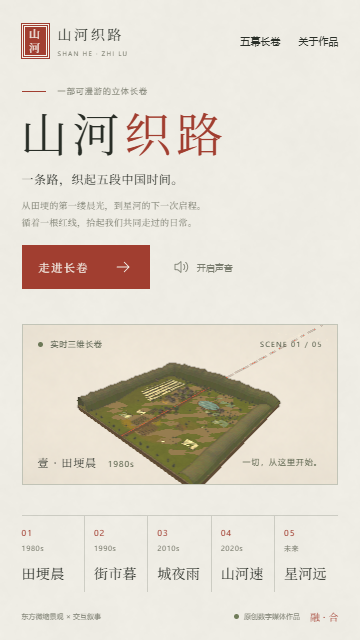 山河
山河织路
SHAN HE · ZHI LU
五幕长卷 关于作品
一部可漫游的立体长卷
山河织路
一条路，织起五段中国时间。
从田埂的第一缕晨光，到星河的下一次启程。
循着一根红线，拾起我们共同走过的日常。
走进长卷 →
开启声音
实时三维长卷 SCENE 01 / 05
壹 · 田埂晨 1980s 一切，从这里开始。
01 02 03 04 05
1980s 1990s 2010s 2020s 未来
田埂晨 街市暮 城夜雨 山河速 星河远
东方微缩景观 × 交互叙事 原创数字媒体作品 融 · 合